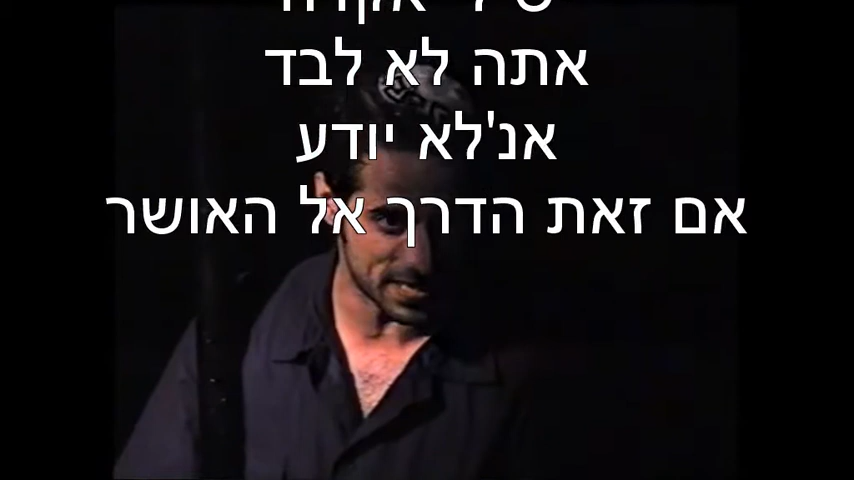 אתה לא לבד
אנ'לא יודע
אם זאת הדרך אל האושר